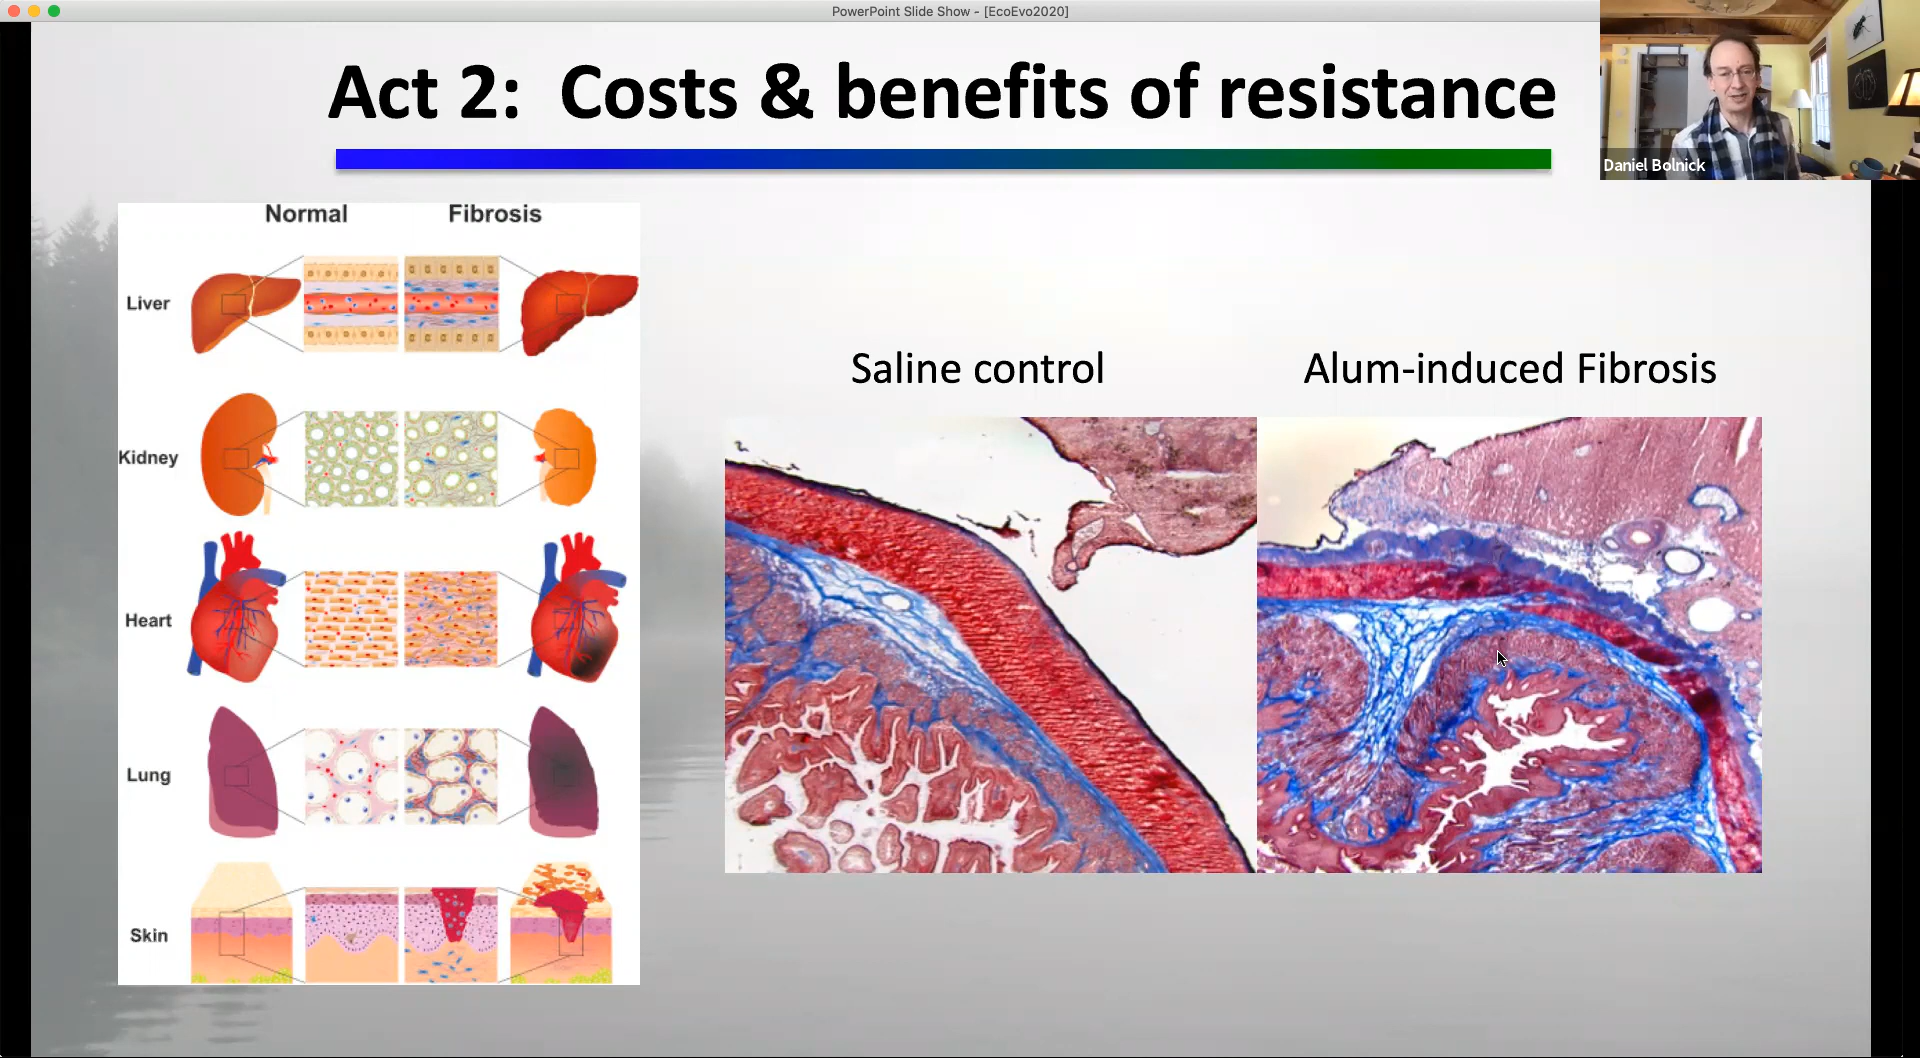 PowerPoint Slide Show - [EcoEvo2020]
Act 2: Costs & benefits of resistance
Daniel Bolnick
Normal Fibrosis
Liver
Kidney
Heart
Lung
Skin
Saline control Alum-induced Fibrosis